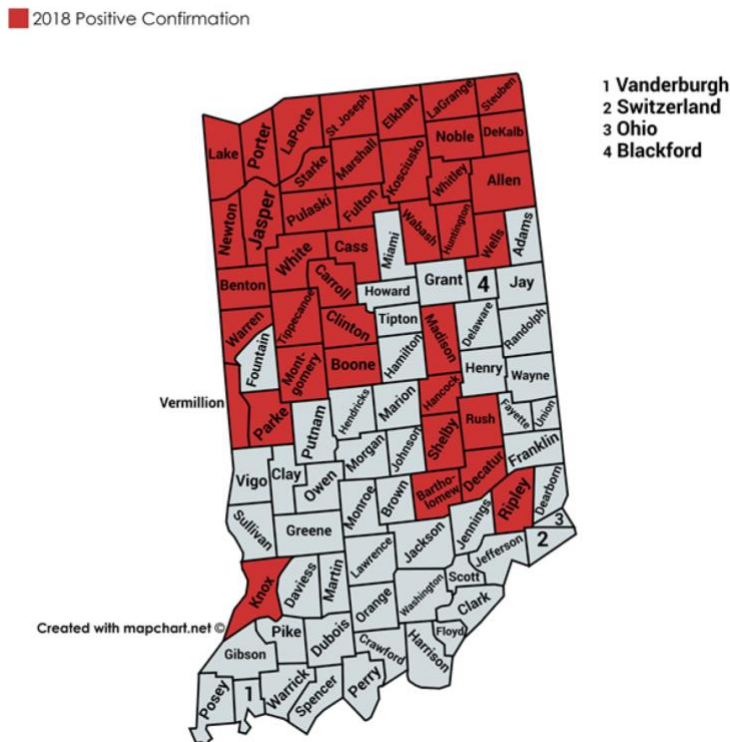 2018 Positive Confirmation
1 Vanderburgh
2 Switzerland
3 Ohio
4 Blackford
Lake
Porter
LaPorte
St Joseph
Elkhart
LaGrange
Steuben
Noble
DeKalb
Starke
Marshall
Kosciusko
Whitley
Allen
Newton
Jasper
Pulaski
Fulton
Wabash
Huntington
Wells
Adams
White
Cass
Miami
Benton
Carroll
Howard
Grant
4
Jay
Warren
Tippecanoe
Clinton
Tipton
Madison
Delaware
Randolph
Fountain
Mont-
gomery
Boone
Hamilton
Henry
Wayne
Vermillion
Parke
Putnam
Hendricks
Marion
Hancock
Rush
Fayette
Union
Vigo
Clay
Owen
Morgan
Johnson
Shelby
Decatur
Franklin
Sullivan
Greene
Monroe
Brown
Bartho-
lomew
Jennings
Ripley
Dearborn
3
2
Knox
Daviess
Martin
Lawrence
Jackson
Jefferson
Scott
Washington
Orange
Clark
Created with mapchart.net ©
Pike
Dubois
Crawford
Floyd
Harrison
Gibson
Posey
1
Warrick
Spencer
Perry